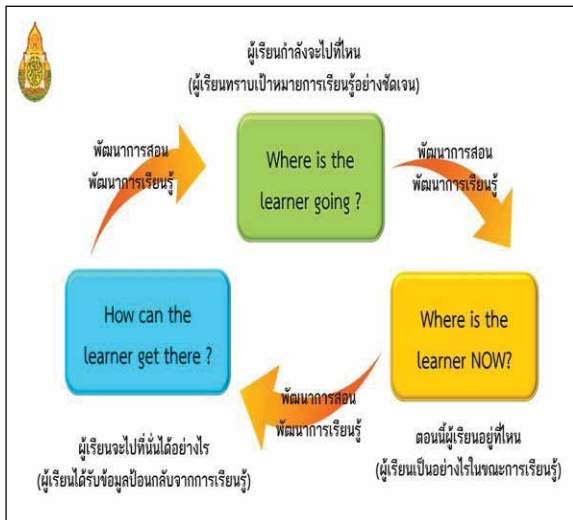 ผู้เรียนกำลังจะไปที่ไหน
(ผู้เรียนทราบเป้าหมายการเรียนรู้อย่างชัดเจน)
Where is the
learner going ?
พัฒนาการสอน
พัฒนาการเรียนรู้
Where is the
learner NOW?
ตอนนี้ผู้เรียนอยู่ที่ไหน
(ผู้เรียนเป็นอย่างไรในขณะการเรียนรู้)
พัฒนาการสอน
พัฒนาการเรียนรู้
How can the
learner get there ?
ผู้เรียนจะไปที่นั่นได้อย่างไร
(ผู้เรียนได้รับข้อมูลป้อนกลับจากการเรียนรู้)
พัฒนาการสอน
พัฒนาการเรียนรู้